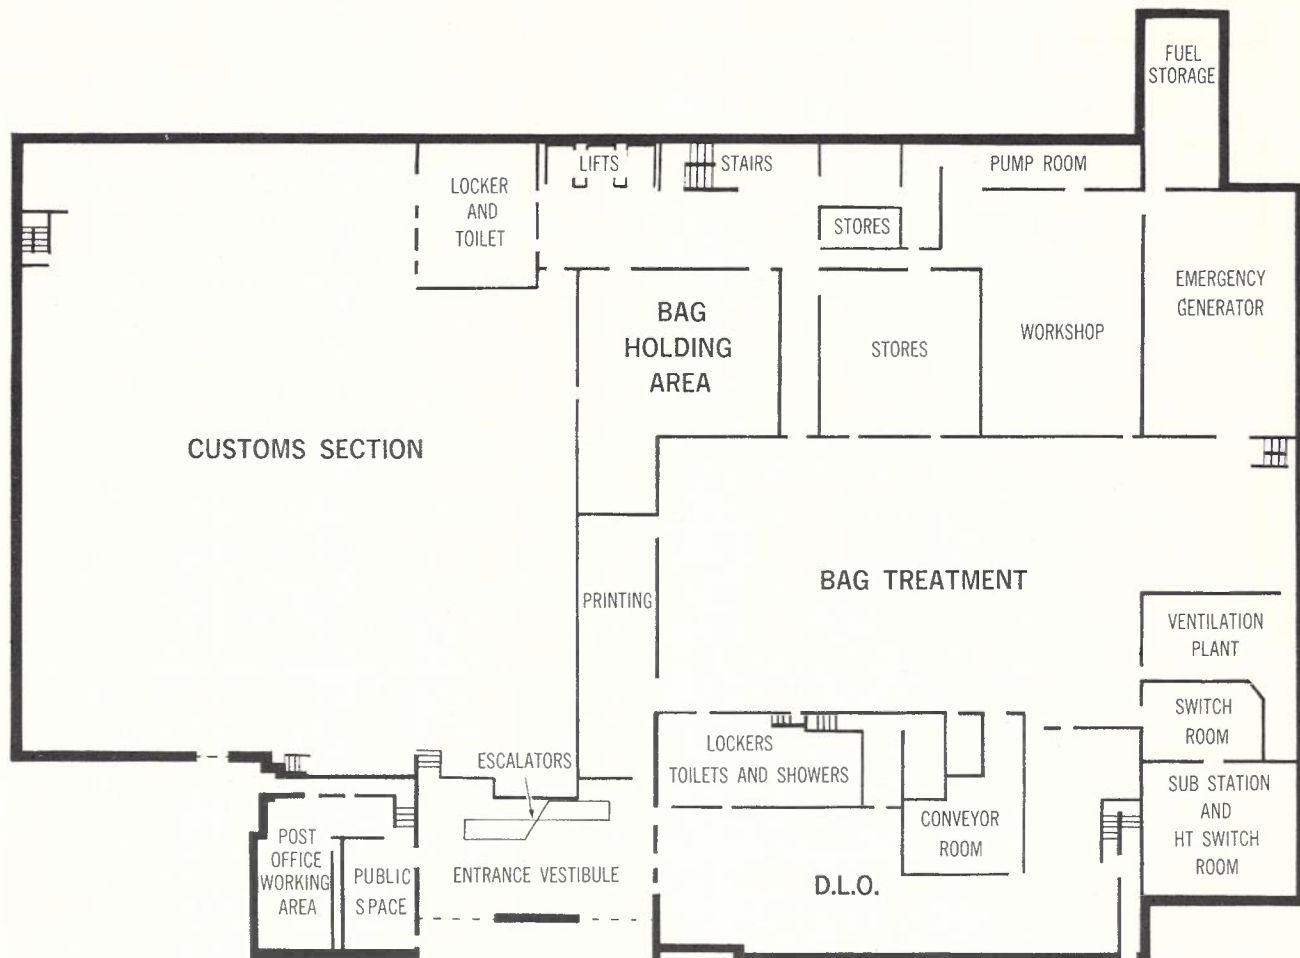 FUEL
STORAGE
LIFTS
STAIRS
PUMP ROOM
LOCKER
AND
TOILET
STORES
EMERGENCY
GENERATOR
BAG
HOLDING
AREA
STORES
WORKSHOP
CUSTOMS SECTION
BAG TREATMENT
PRINTING
VENTILATION
PLANT
SWITCH
ROOM
ESCALATORS
LOCKERS
TOILETS AND SHOWERS
SUB STATION
AND
HT SWITCH
ROOM
CONVEYOR
ROOM
POST
OFFICE
WORKING
AREA
PUBLIC
SPACE
ENTRANCE VESTIBULE
D.L.O.